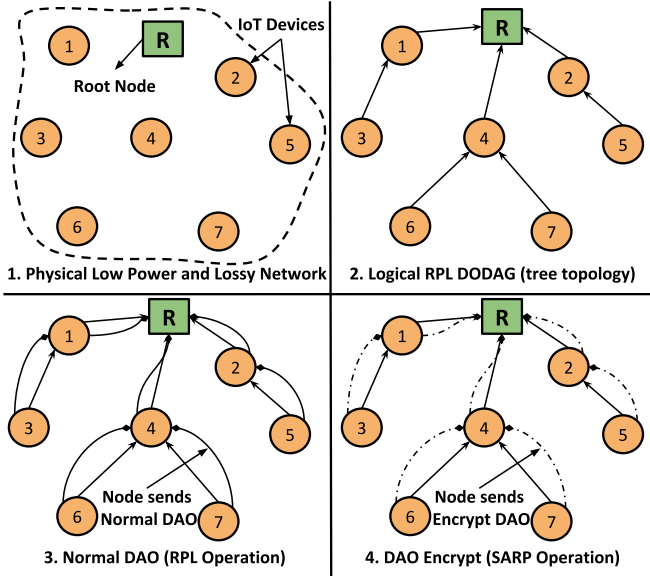 1
R
IoT Devices
2
Root Node
3
4
5
6
7
1. Physical Low Power and Lossy Network
R
1
2
3
4
5
6
7
2. Logical RPL DODAG (tree topology)
R
1
2
3
4
5
Node sends
Normal DAO
6
7
3. Normal DAO (RPL Operation)
R
1
2
3
4
5
Node sends
Encrypt DAO
6
7
4. DAO Encrypt (SARP Operation)